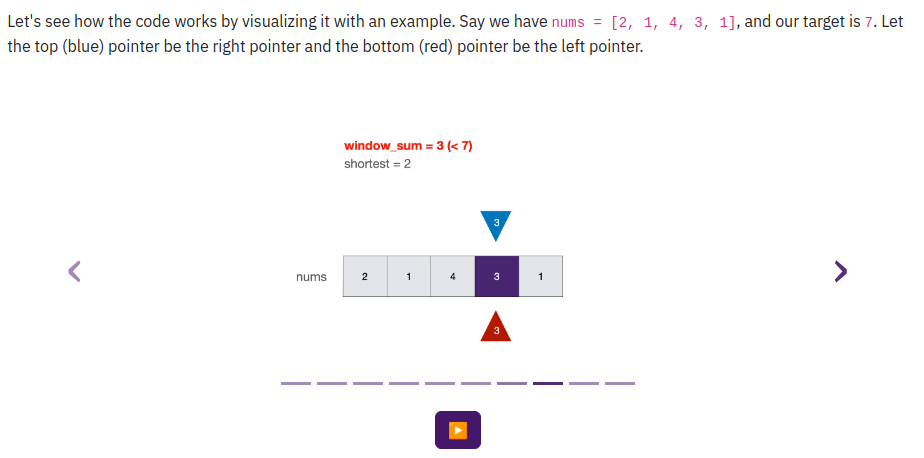 Let's see how the code works by visualizing it with an example. Say we have nums = [2, 1, 4, 3, 1], and our target is 7. Let
the top (blue) pointer be the right pointer and the bottom (red) pointer be the left pointer.
window_sum = 3 (< 7)
shortest = 2
3
nums 2 1 4 3 1
3